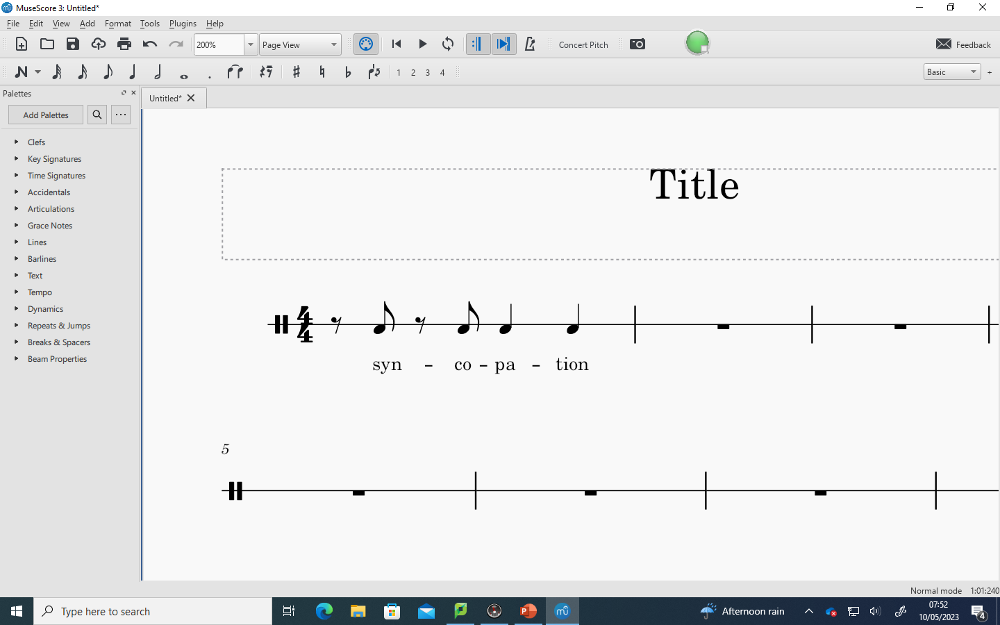 MuseScore 3: Untitled*
File Edit View Add Format Tools Plugins Help
200% Page View Concert Pitch Feedback
1 2 3 4 Basic +
Palettes
Untitled*
Add Palettes
Clefs
Key Signatures
Time Signatures
Accidentals
Articulations
Grace Notes
Lines
Barlines
Text
Tempo
Dynamics
Repeats & Jumps
Breaks & Spacers
Beam Properties
Title
4
4
syn - co - pa - tion
5
Normal mode 1:01:240
Type here to search
Afternoon rain
07:52
10/05/2023
4